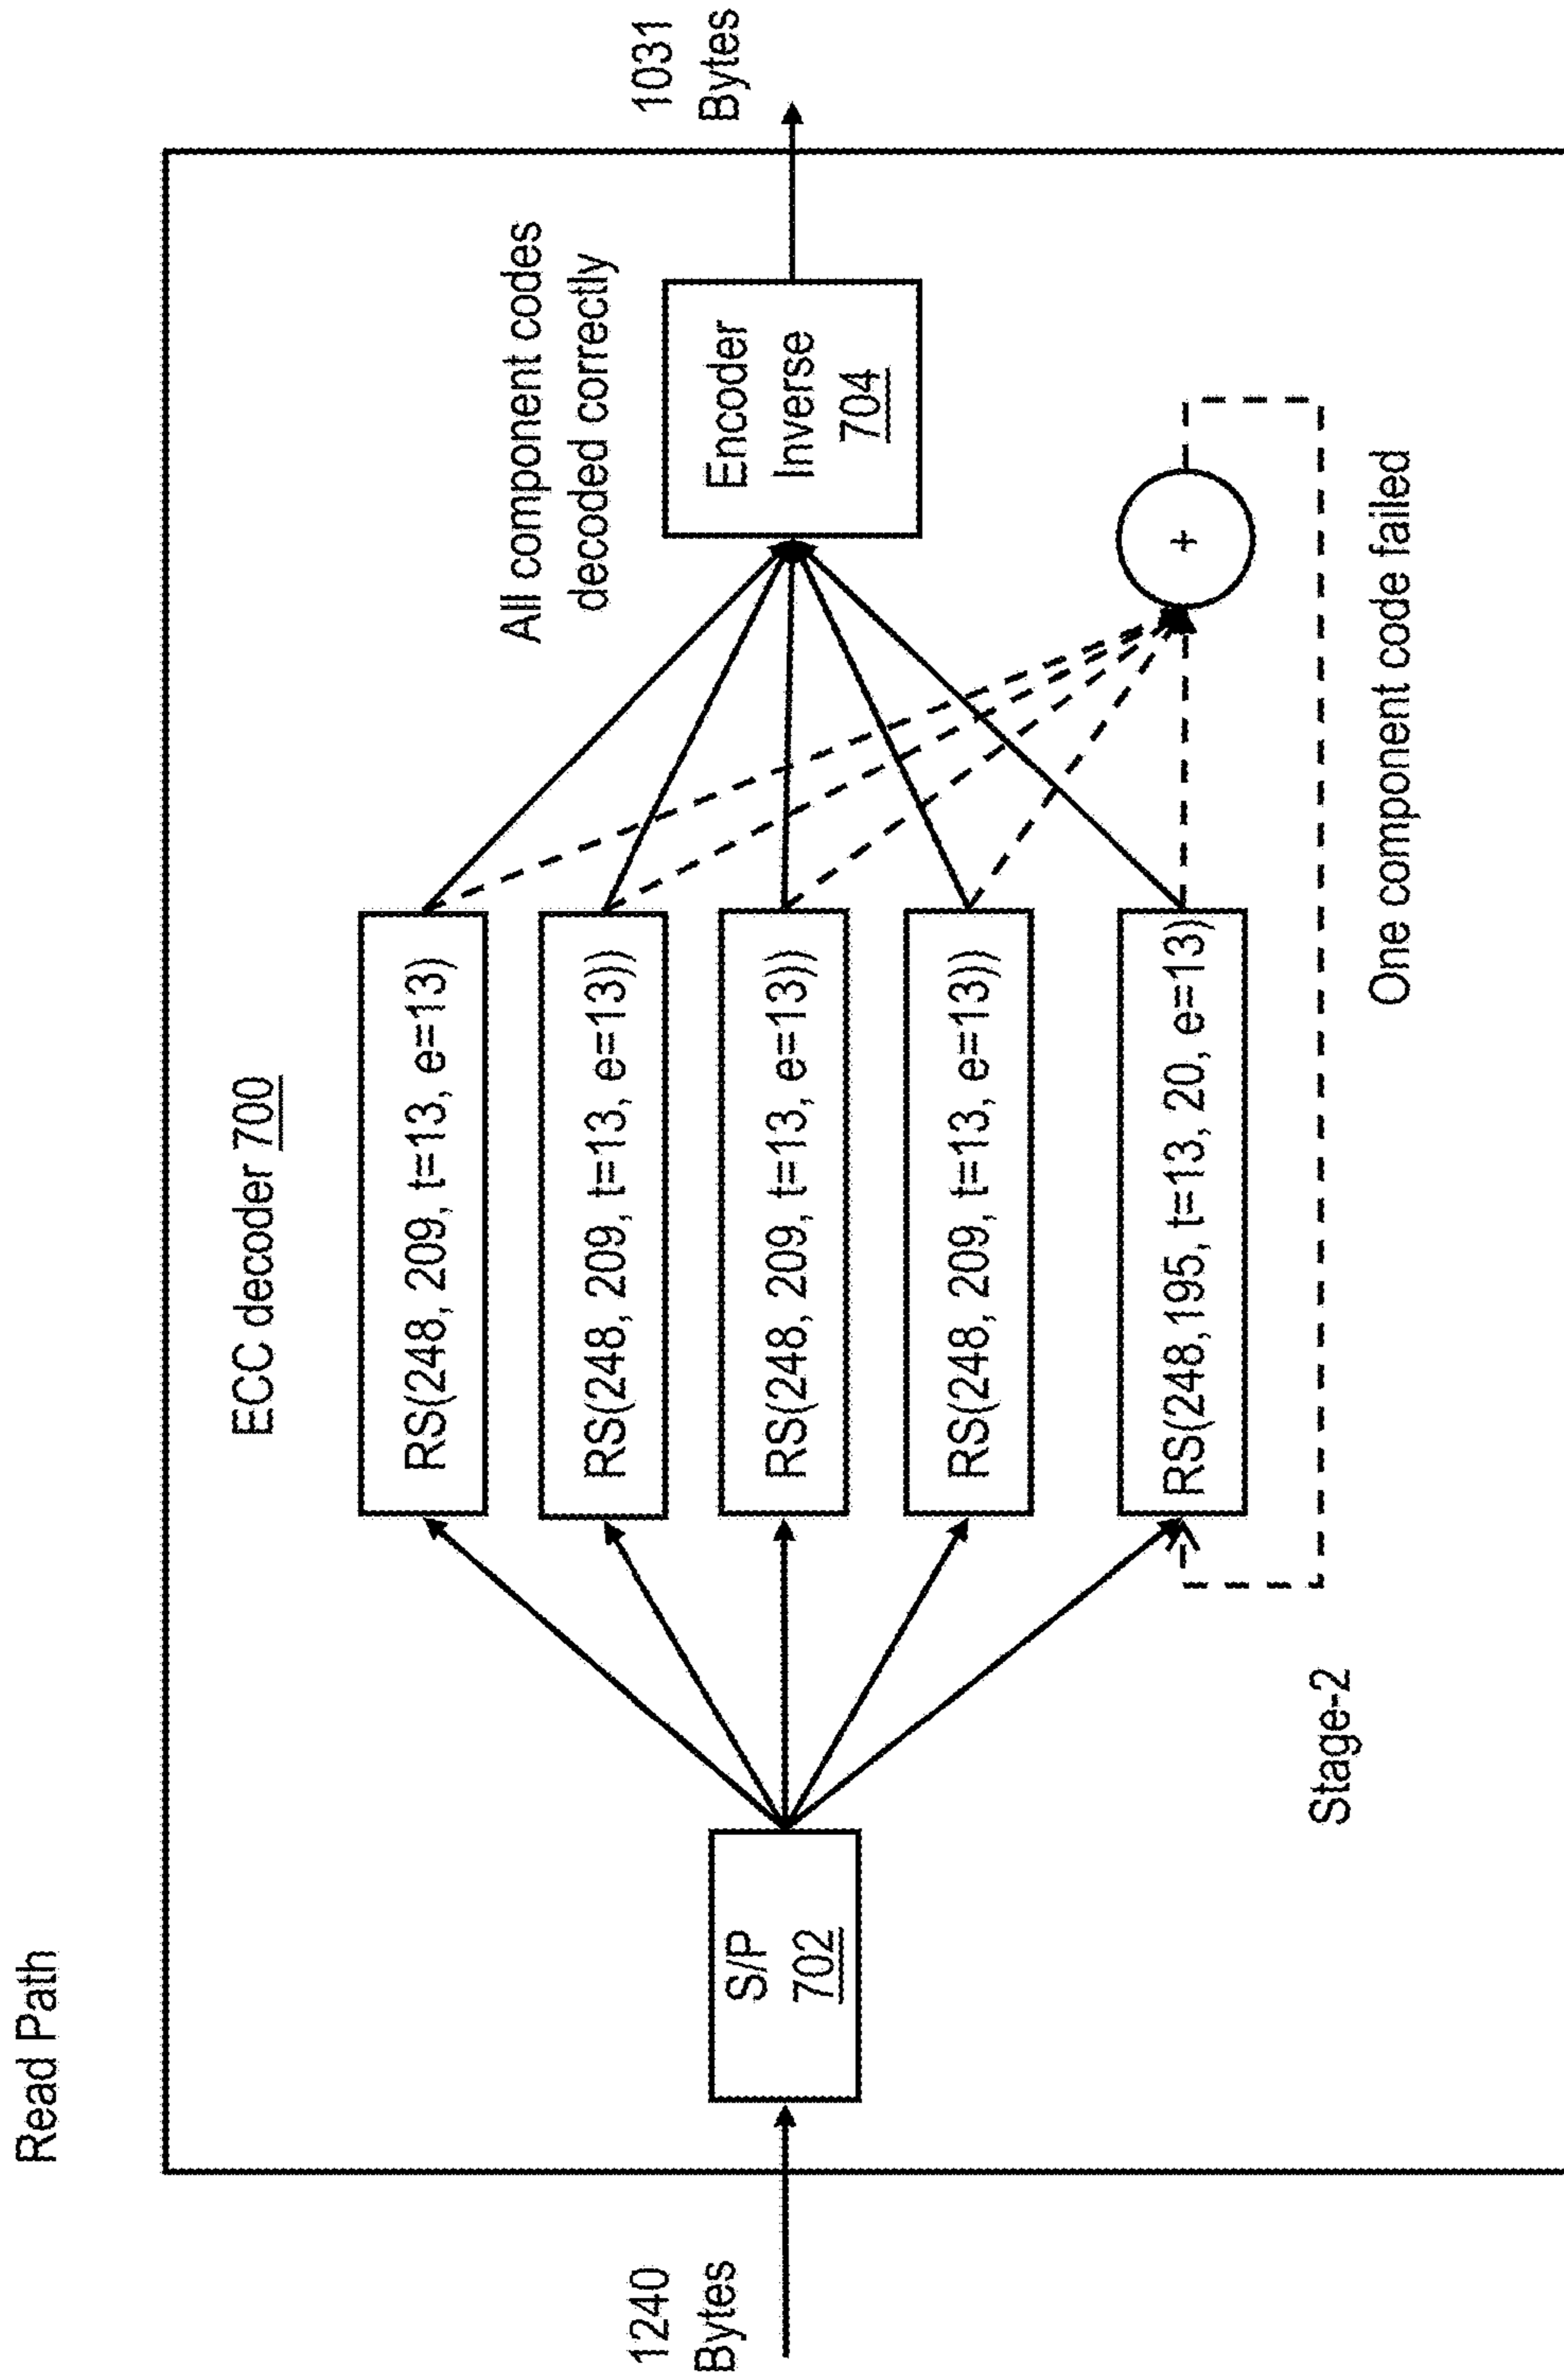 Read Path
ECC decoder 700
1240
Bytes
S/P
702
RS(248, 209, t=13, e=13)
RS(248, 209, t=13, e=13))
RS(248, 209, t=13, e=13))
RS(248, 209, t=13, e=13))
RS(248,195, t=13, 20, e=13)
All component codes
decoded correctly
Encoder
Inverse
704
1031
Bytes
+
Stage-2
One component code failed